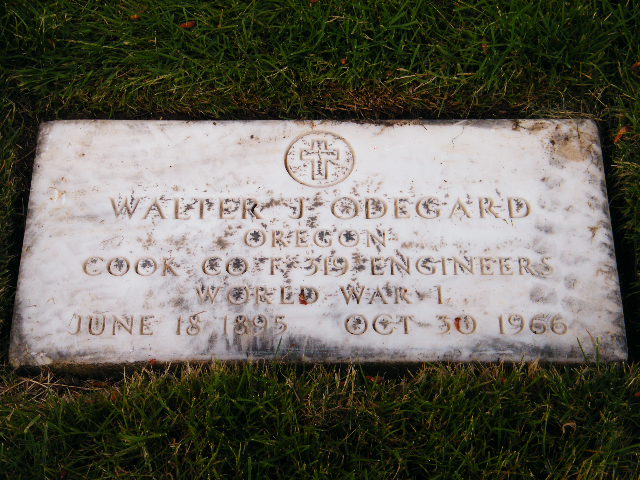 WALTER J ODEGARD
OREGON
COOK CO F 319 ENGINEERS
WORLD WAR I
JUNE 18 1895 OCT 30 1966